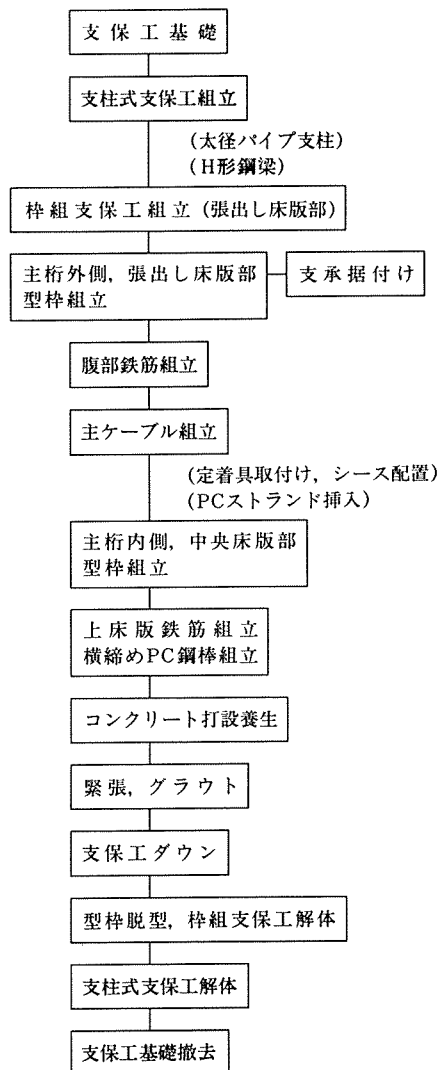 支保工基礎
支柱式支保工組立
(太径パイプ支柱)
(H形鋼梁)
枠組支保工組立(張出し床版部)
主桁外側，張出し床版部
型枠組立
支承据付け
腹部鉄筋組立
主ケーブル組立
(定着具取付け，シース配置)
(PCストランド挿入)
主桁内側，中央床版部
型枠組立
上床版鉄筋組立
横締めPC鋼棒組立
コンクリート打設養生
緊張，グラウト
支保工ダウン
型枠脱型，枠組支保工解体
支柱式支保工解体
支保工基礎撤去